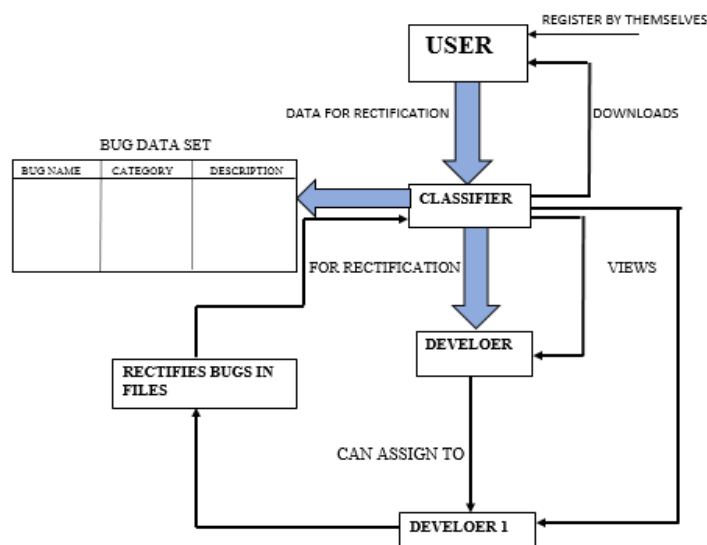 REGISTER BY THEMSELVES
USER
DATA FOR RECTIFICATION
DOWNLOADS
BUG DATA SET
BUG NAME CATEGORY DESCRIPTION
CLASSIFIER
FOR RECTIFICATION
VIEWS
DEVELOER
RECTIFIES BUGS IN
FILES
CAN ASSIGN TO
DEVELOER 1